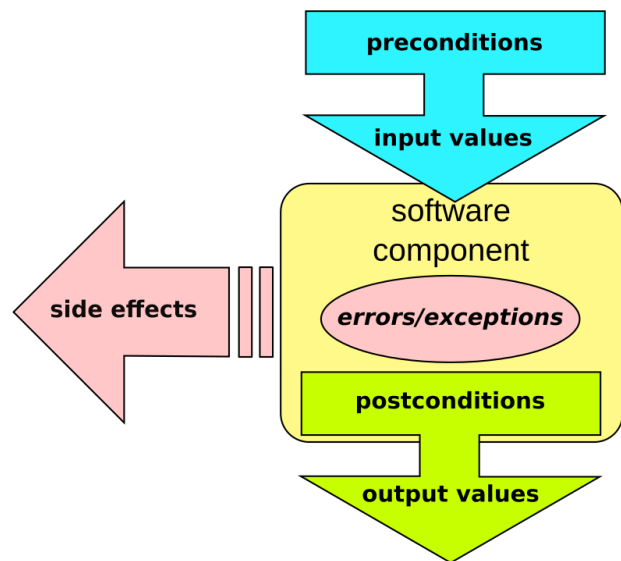 preconditions
input values
software
component
side effects
errors/exceptions
postconditions
output values